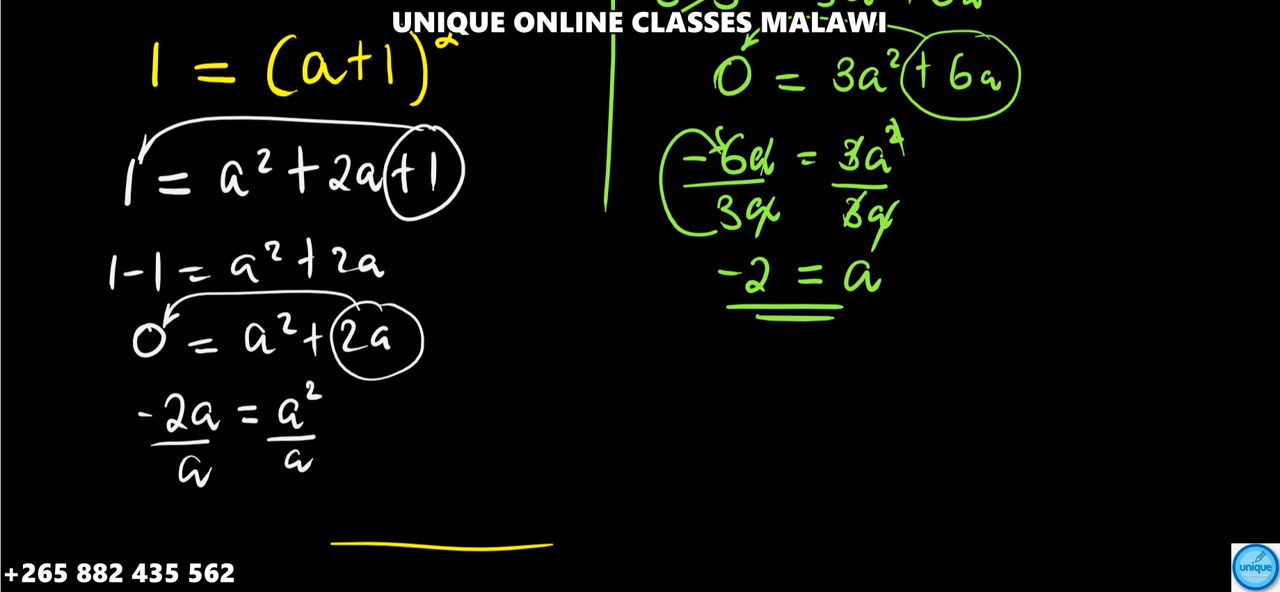 UNIQUE ONLINE CLASSES MALAWI
1 = (a+1)²
1 = a² + 2a + 1
1-1 = a² + 2a
0 = a² + 2a
-2a = a²
a a
0 = 3a² + 6a
-6a = 3a²
3a 3a
-2 = a
+265 882 435 562
unique